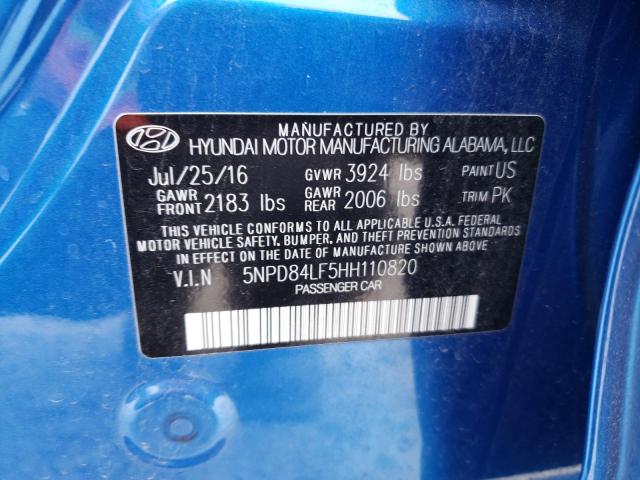 MANUFACTURED BY
HYUNDAI MOTOR MANUFACTURING ALABAMA, LLC
Jul/25/16 GVWR 3924 lbs PAINT US
GAWR FRONT 2183 lbs GAWR REAR 2006 lbs TRIM PK
THIS VEHICLE CONFORMS TO ALL APPLICABLE U.S.A. FEDERAL
MOTOR VEHICLE SAFETY, BUMPER, AND THEFT PREVENTION STANDARDS
IN EFFECT ON THE DATE OF MANUFACTURE SHOWN ABOVE
V.I.N 5NPD84LF5HH110820
PASSENGER CAR